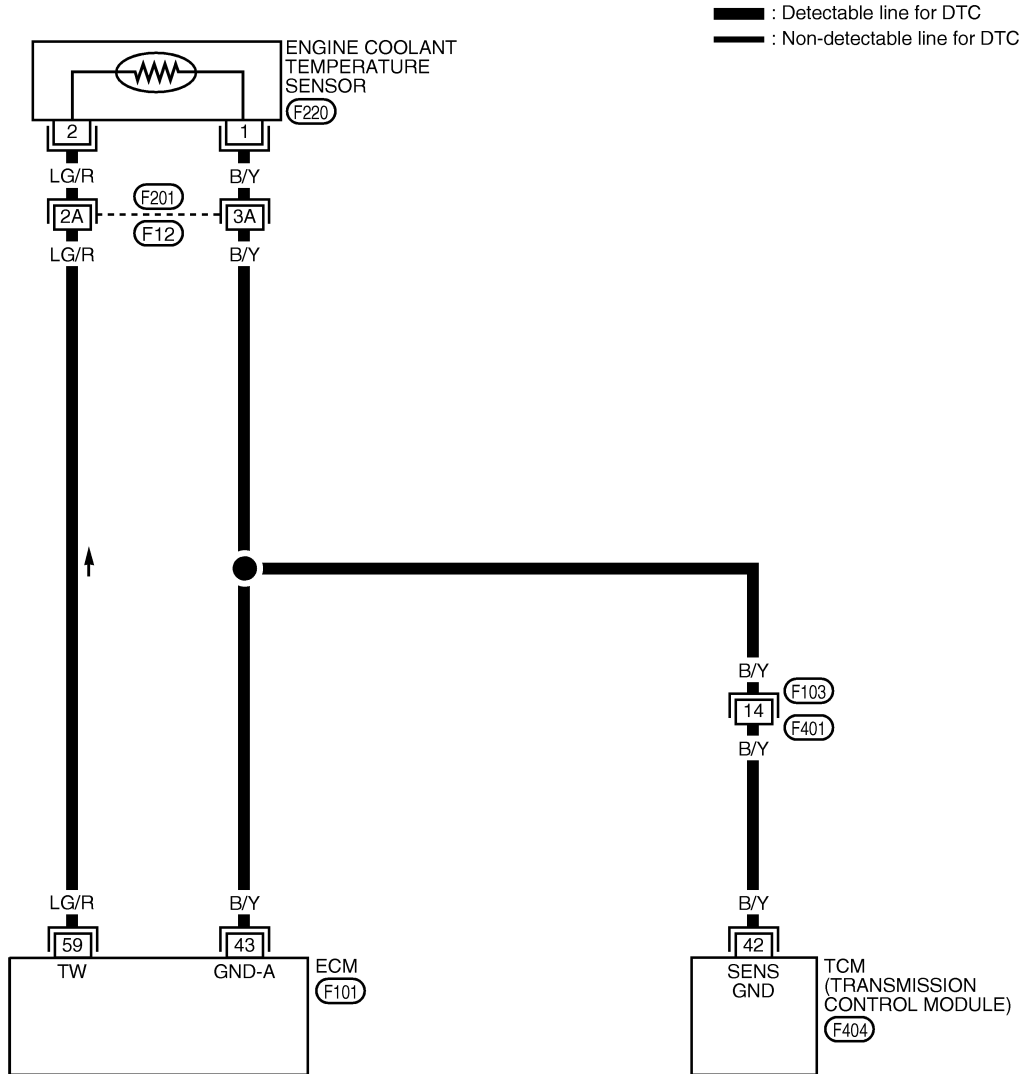 : Detectable line for DTC
: Non-detectable line for DTC
ENGINE COOLANT
TEMPERATURE
SENSOR
F220
2
1
LG/R
B/Y
F201
2A
3A
F12
LG/R
B/Y
B/Y
F103
14
F401
B/Y
LG/R
B/Y
B/Y
59
43
42
TW
GND-A
ECM
F101
SENS
GND
TCM
(TRANSMISSION
CONTROL MODULE)
F404